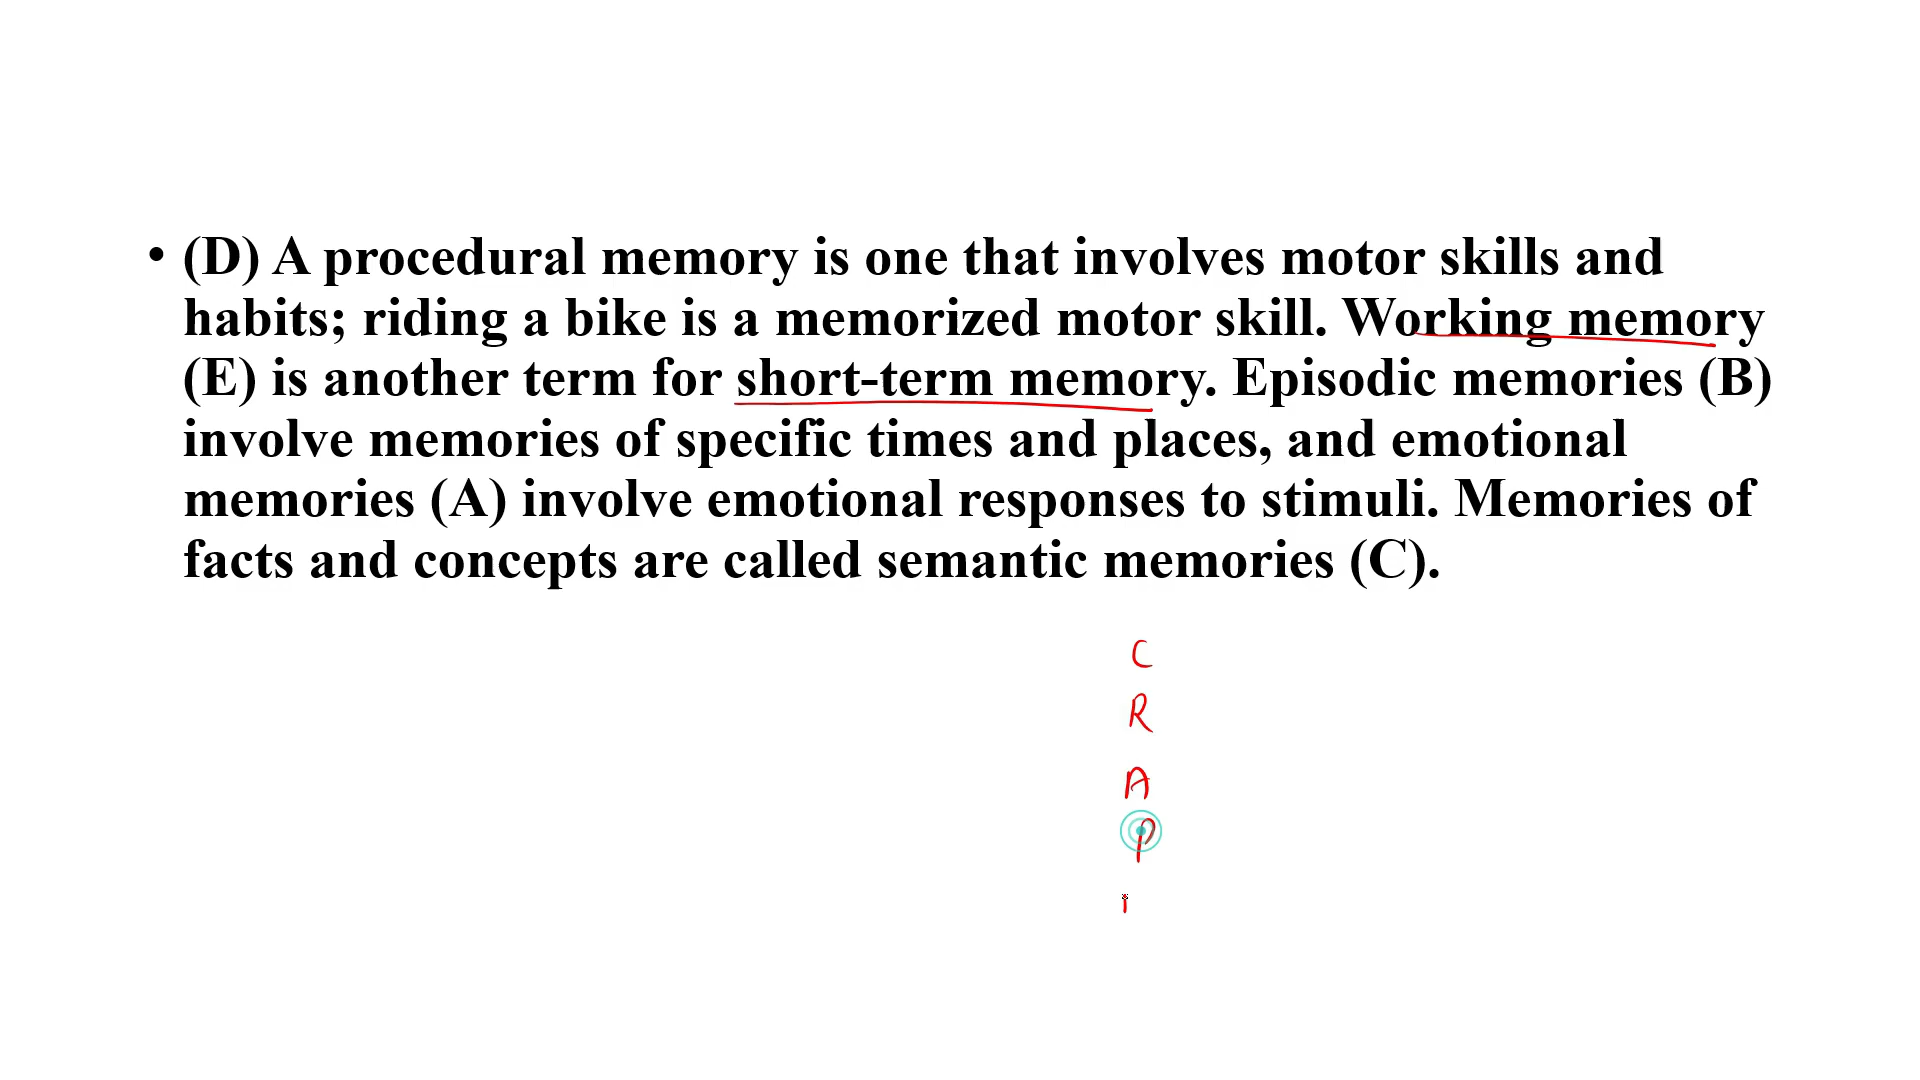 • (D) A procedural memory is one that involves motor skills and
habits; riding a bike is a memorized motor skill. Working memory
(E) is another term for short-term memory. Episodic memories (B)
involve memories of specific times and places, and emotional
memories (A) involve emotional responses to stimuli. Memories of
facts and concepts are called semantic memories (C).
C
R
A
P